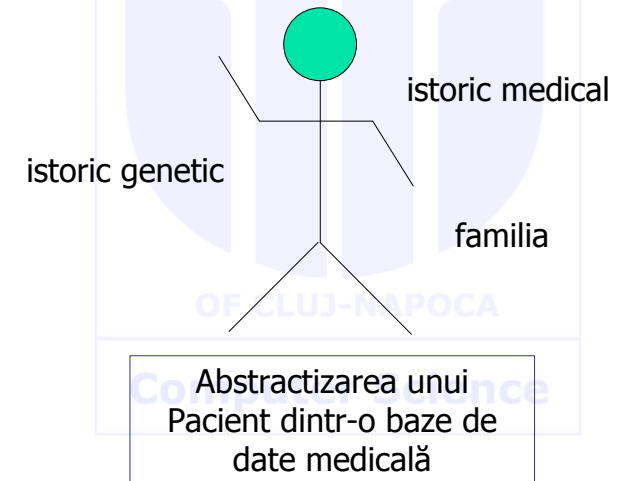 istoric medical
istoric genetic
familia
OF CLUJ-NAPOCA
Computer Science
Abstractizarea unui
Pacient dintr-o baze de
date medicală